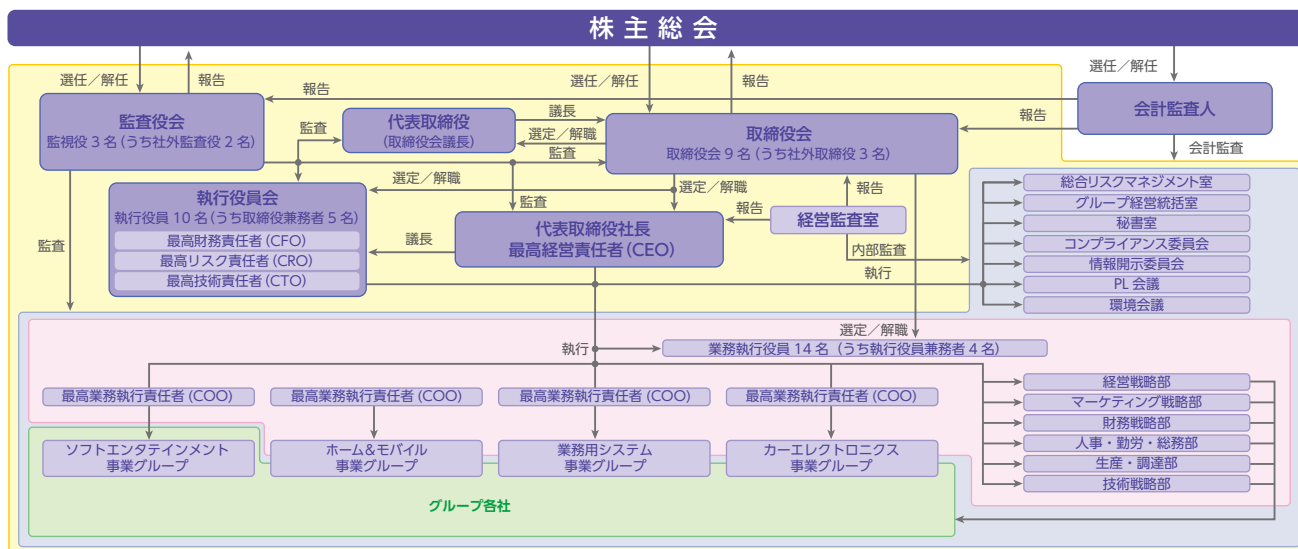 株主総会
選任／解任
報告
選任／解任
報告
選任／解任
報告
報告
会計監査人
会計監査
監査役会
監視役 3 名 (うち社外監査役 2 名)
監査
代表取締役
(取締役会議長)
議長
選定／解職
監査
取締役会
取締役会 9 名 (うち社外取締役 3 名)
選定／解職
選定／解職
報告
監査
執行役員会
執行役員 10 名 (うち取締役兼務者 5 名)
最高財務責任者 (CFO)
最高リスク責任者 (CRO)
最高技術責任者 (CTO)
監査
議長
代表取締役社長
最高経営責任者 (CEO)
報告
経営監査室
内部監査
執行
総合リスクマネジメント室
グループ経営統括室
秘書室
コンプライアンス委員会
情報開示委員会
PL 会議
環境会議
選定／解職
執行
業務執行役員 14 名 (うち執行役員兼務者 4 名)
最高業務執行責任者 (COO)
最高業務執行責任者 (COO)
最高業務執行責任者 (COO)
最高業務執行責任者 (COO)
経営戦略部
マーケティング戦略部
財務戦略部
人事・勤労・総務部
生産・調達部
技術戦略部
ソフトエンタテインメント
事業グループ
ホーム＆モバイル
事業グループ
業務用システム
事業グループ
カーエレクトロニクス
事業グループ
グループ各社